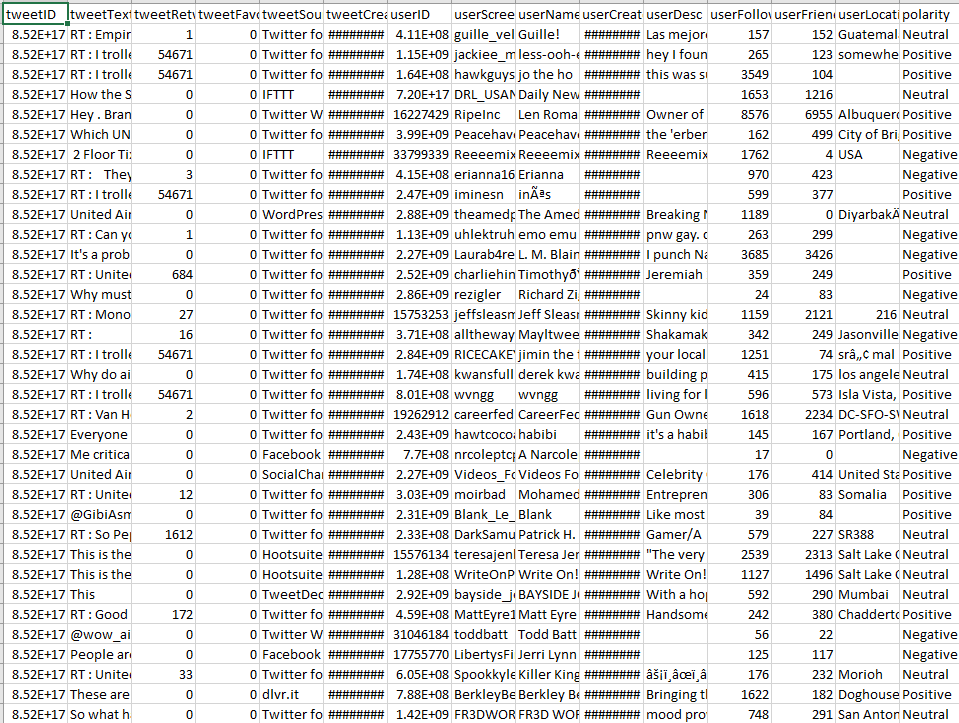 tweetID tweetText tweetRetw tweetFavo tweetSou tweetCrea userID userScree userName userCreat userDesc userFollow userFrien userLocati polarity
8.52E+17 RT : Empir 1 0 Twitter fo ######## 4.11E+08 guille_vel Guille! ######## Las mejor 157 152 Guatemal Neutral
8.52E+17 RT : I trolle 54671 0 Twitter fo ######## 1.15E+09 jackiee_m less-ooh-e ######## hey I foun 265 123 somewhe Positive
8.52E+17 RT : I trolle 54671 0 Twitter fo ######## 1.64E+08 hawkguys jo the ho ######## this was su 3549 104 Positive
8.52E+17 How the S 0 0 IFTTT ######## 7.20E+17 DRL_USAN Daily New ######## 1653 1216 Neutral
8.52E+17 Hey . Bran 0 0 Twitter W ######## 16227429 RipeInc Len Roma ######## Owner of 8576 6955 Albuquerq Positive
8.52E+17 Which UN 0 0 Twitter fo ######## 3.99E+09 Peacehav Peacehave ######## the 'erber 162 499 City of Brig Positive
8.52E+17 2 Floor Ti 0 0 IFTTT ######## 33799339 Reeeemix Reeeemix ######## Reeeemix 1762 4 USA Negative
8.52E+17 RT : They 3 0 Twitter fo ######## 4.15E+08 erianna16 Erianna ######## 970 423 Negative
8.52E+17 RT : I trolle 54671 0 Twitter fo ######## 2.47E+09 iminesn inÃªs ######## 599 377 Positive
8.52E+17 United Air 0 0 WordPres ######## 2.88E+09 theamedp The Amed ######## Breaking N 1189 0 DiyarbakÄ Neutral
8.52E+17 RT : Can yo 1 0 Twitter fo ######## 1.13E+09 uhlektruh emo emu ######## pnw gay. c 263 299 Negative
8.52E+17 It's a prob 0 0 Twitter fo ######## 2.27E+09 Laurab4re L. M. Blain ######## I punch Na 3685 3426 Negative
8.52E+17 RT : Unite 684 0 Twitter fo ######## 2.52E+09 charliehin Timothyð ######## Jeremiah 359 249 Positive
8.52E+17 Why must 0 0 Twitter fo ######## 2.86E+09 rezigler Richard Zi ######## 24 83 Negative
8.52E+17 RT : Mono 27 0 Twitter fo ######## 15753253 jeffsleasm Jeff Sleasr ######## Skinny kid 1159 2121 216 Neutral
8.52E+17 RT : 16 0 Twitter fo ######## 3.71E+08 alltheway Mayltwee ######## Shakamak 342 249 Jasonville Negative
8.52E+17 RT : I trolle 54671 0 Twitter fo ######## 2.84E+09 RICECAKEY jimin the f ######## your local 1251 74 srâ„¢ mal Positive
8.52E+17 Why do ai 0 0 Twitter fo ######## 1.74E+08 kwansfull derek kwa ######## building p 415 175 los angele Neutral
8.52E+17 RT : I trolle 54671 0 Twitter fo ######## 8.01E+08 wvngg wvngg ######## living for l 596 573 Isla Vista, Positive
8.52E+17 RT : Van H 2 0 Twitter fo ######## 19262912 careerfed CareerFec ######## Gun Owne 1618 2234 DC-SFO-SV Neutral
8.52E+17 Everyone 0 0 Twitter fo ######## 2.43E+09 hawtcocoa habibi ######## it's a habib 145 167 Portland, Positive
8.52E+17 Me critica 0 0 Facebook ######## 7.7E+08 nrcoleptcp A Narcole ######## 17 0 Negative
8.52E+17 United Air 0 0 SocialChar ######## 2.27E+09 Videos_Fo Videos Fo ######## Celebrity 176 414 United Sta Positive
8.52E+17 RT : Unite 12 0 Twitter fo ######## 3.03E+09 moirbad Mohamed ######## Entrepren 306 83 Somalia Positive
8.52E+17 @GibiAsm 0 0 Twitter fo ######## 2.31E+09 Blank_Le_ Blank ######## Like most 39 84 Positive
8.52E+17 RT : So Pep 1612 0 Twitter fo ######## 2.33E+08 DarkSamu Patrick H. ######## Gamer/A 579 227 SR388 Neutral
8.52E+17 This is the 0 0 Hootsuite ######## 15576134 teresajenl Teresa Jer ######## "The very 2539 2313 Salt Lake C Neutral
8.52E+17 This is the 0 0 Hootsuite ######## 1.28E+08 WriteOnP Write On! ######## Write On! 1127 1496 Salt Lake C Neutral
8.52E+17 This 0 0 TweetDec ######## 2.92E+09 bayside_jo BAYSIDE J ######## With a hop 592 290 Mumbai Neutral
8.52E+17 RT : Good 172 0 Twitter fo ######## 4.59E+08 MattEyre1 Matt Eyre ######## Handsome 242 380 Chadderto Positive
8.52E+17 @wow_ai 0 0 Twitter W ######## 31046184 toddbatt Todd Batt ######## 56 22 Negative
8.52E+17 People are 0 0 Facebook ######## 17755770 LibertysFi Jerri Lynn ######## 125 117 Negative
8.52E+17 RT : Unite 33 0 Twitter fo ######## 6.05E+08 Spookkyle Killer King ######## 176 232 Morioh Neutral
8.52E+17 These are 0 0 dlvr.it ######## 7.88E+08 BerkleyBe Berkley Be ######## Bringing th 1622 182 Doghouse Positive
8.52E+17 So what h 0 0 Twitter fo ######## 1.42E+09 FR3DWOR FR3D WOF ######## mood pro 748 291 San Anton Neutral